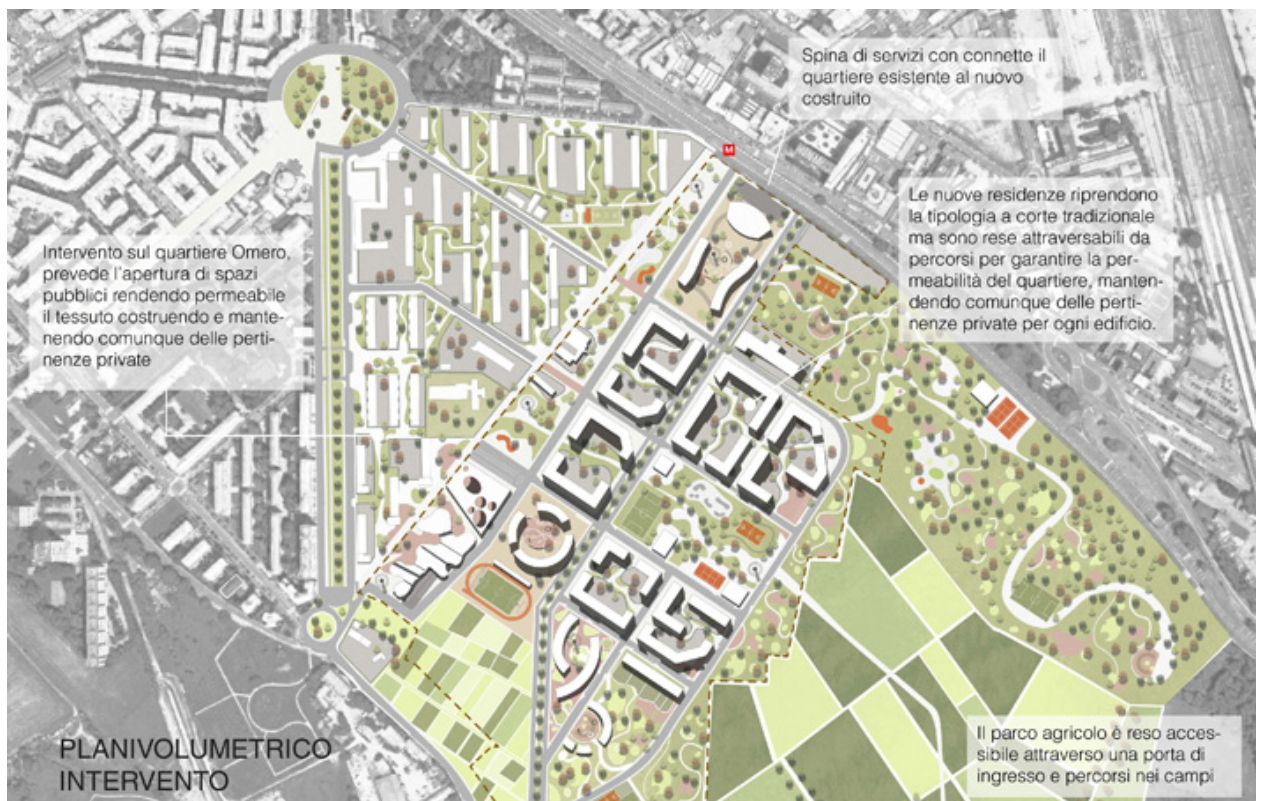 Spina di servizi con connette il
quartiere esistente al nuovo
costruito
M
Le nuove residenze riprendono
la tipologia a corte tradizionale
ma sono rese attraversabili da
percorsi per garantire la per-
meabilità del quartiere, manten-
dendo comunque delle perti-
nenze private per ogni edificio.
Intervento sul quartiere Omero,
prevede l'apertura di spazi
pubblici rendendo permeabile
il tessuto costruendo e mante-
nendo comunque delle perti-
nenze private
Il parco agricolo è reso acces-
sibile attraverso una porta di
ingresso e percorsi nei campi
PLANIVOLUMETRICO
INTERVENTO